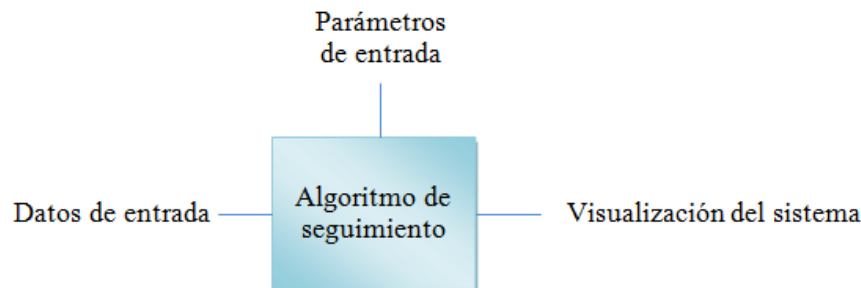 Parámetros
de entrada
Datos de entrada
Algoritmo de
seguimiento
Visualización del sistema